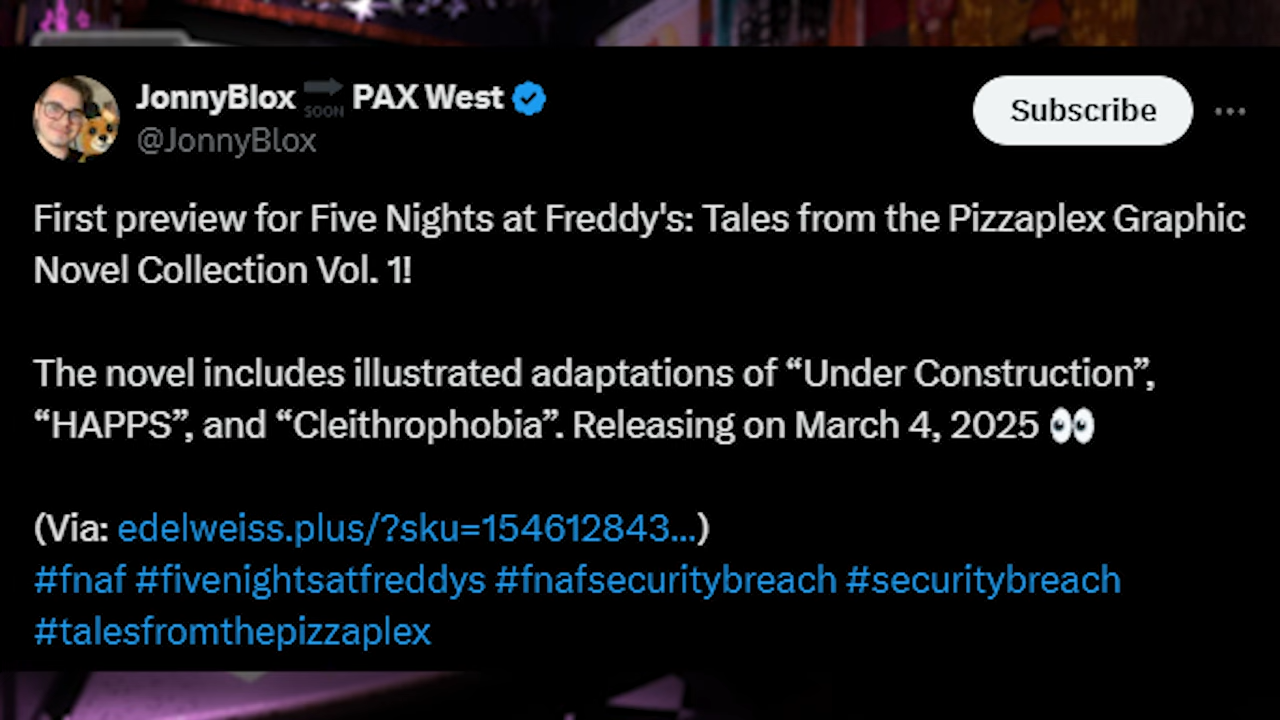 JonnyBlox SOON PAX West
@JonnyBlox
Subscribe
First preview for Five Nights at Freddy's: Tales from the Pizzaplex Graphic
Novel Collection Vol. 1!
The novel includes illustrated adaptations of “Under Construction”,
“HAPPS”, and “Cleithrophobia”. Releasing on March 4, 2025 👀
(Via: edelweiss.plus/?sku=154612843...)
#fnaf #fivenightsatfreddys #fnafsecuritybreach #securitybreach
#talesfromthepizzaplex